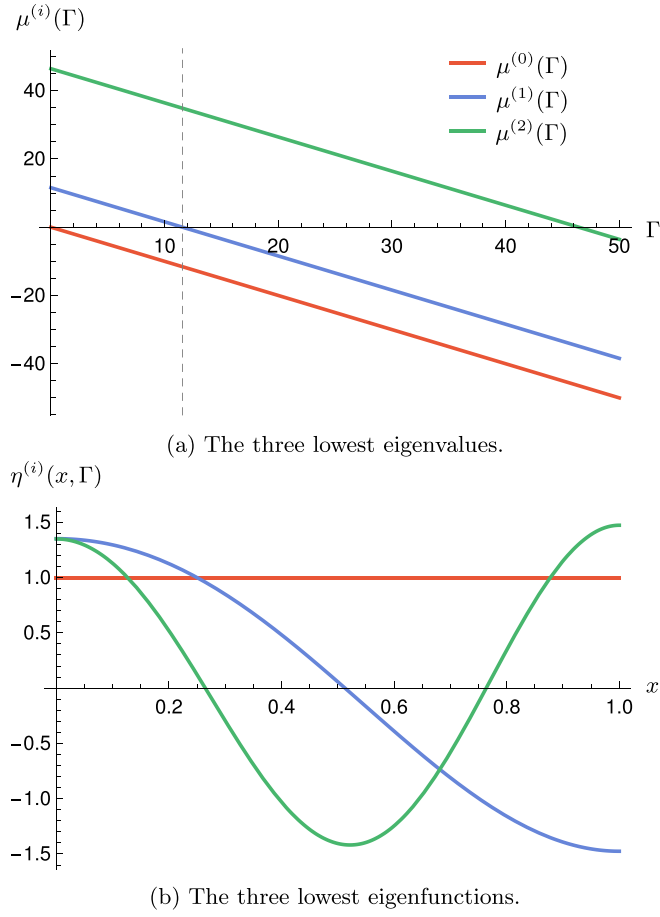 μ^{(i)}(Γ)
40
20
−20
−40
10 20 30 40 50 Γ
μ^{(0)}(Γ)
μ^{(1)}(Γ)
μ^{(2)}(Γ)
(a) The three lowest eigenvalues.
η^{(i)}(x, Γ)
1.5
1.0
0.5
−0.5
−1.0
−1.5
0.2 0.4 0.6 0.8 1.0 x
(b) The three lowest eigenfunctions.